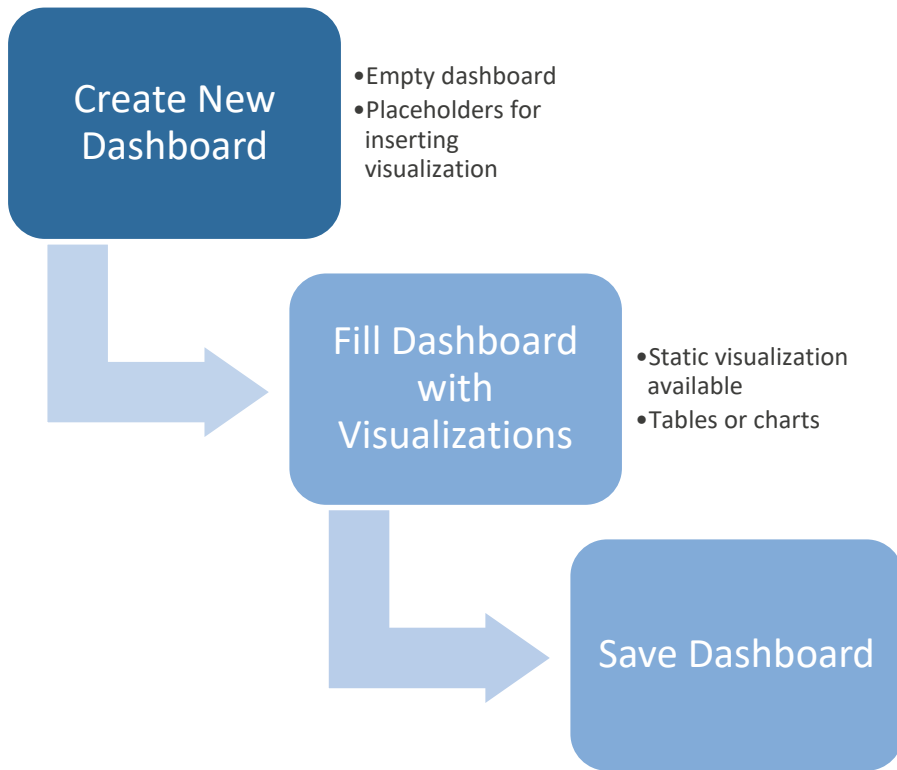 Create New
Dashboard
•Empty dashboard
•Placeholders for
inserting
visualization
Fill Dashboard
with
Visualizations
•Static visualization
available
•Tables or charts
Save Dashboard